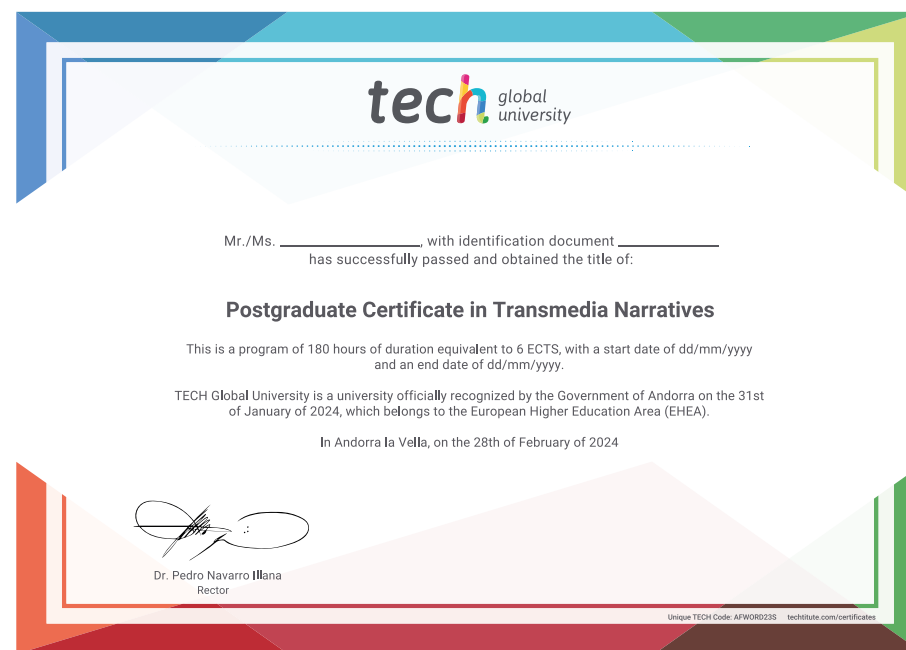 tech global
university
Mr./Ms. ____________, with identification document ____________
has successfully passed and obtained the title of:
Postgraduate Certificate in Transmedia Narratives
This is a program of 180 hours of duration equivalent to 6 ECTS, with a start date of dd/mm/yyyy
and an end date of dd/mm/yyyy.
TECH Global University is a university officially recognized by the Government of Andorra on the 31st
of January of 2024, which belongs to the European Higher Education Area (EHEA).
In Andorra la Vella, on the 28th of February of 2024
Dr. Pedro Navarro Illana
Rector
Unique TECH Code: AFWORD23S techtitute.com/certificates